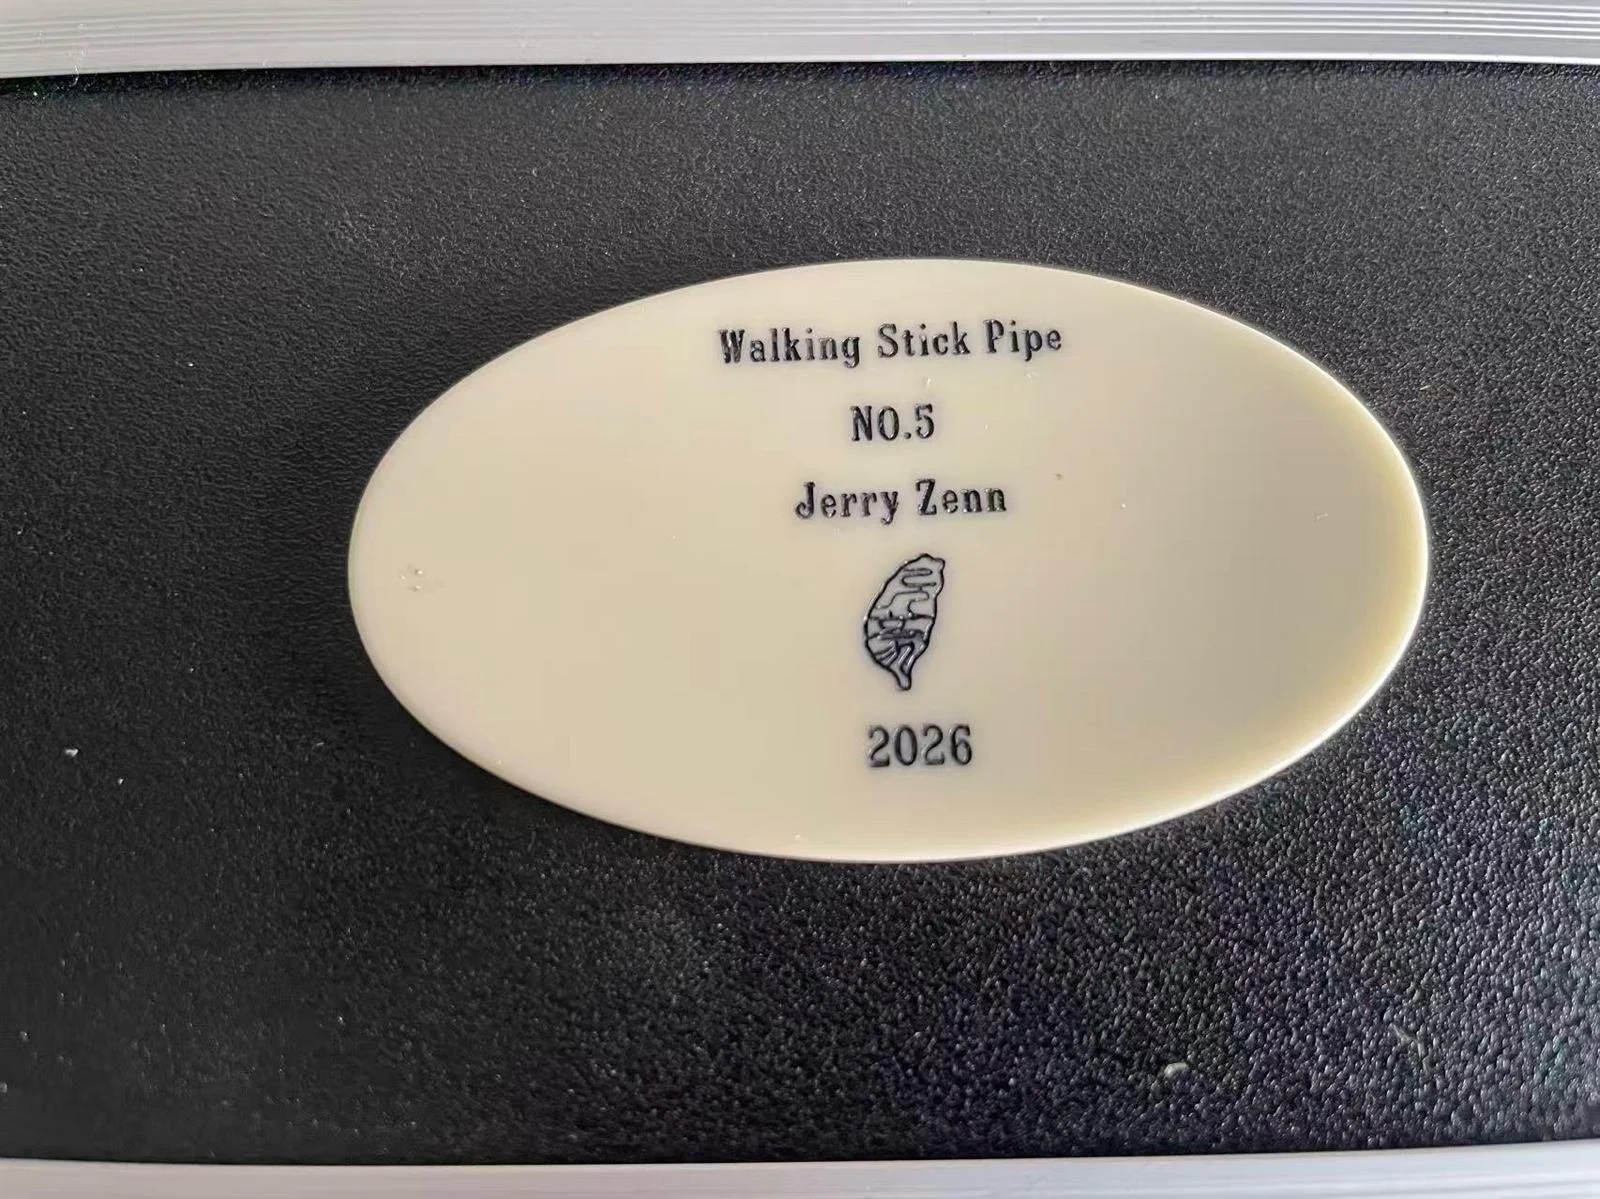 Walking Stick Pipe
NO.5
Jerry Zenn
2026